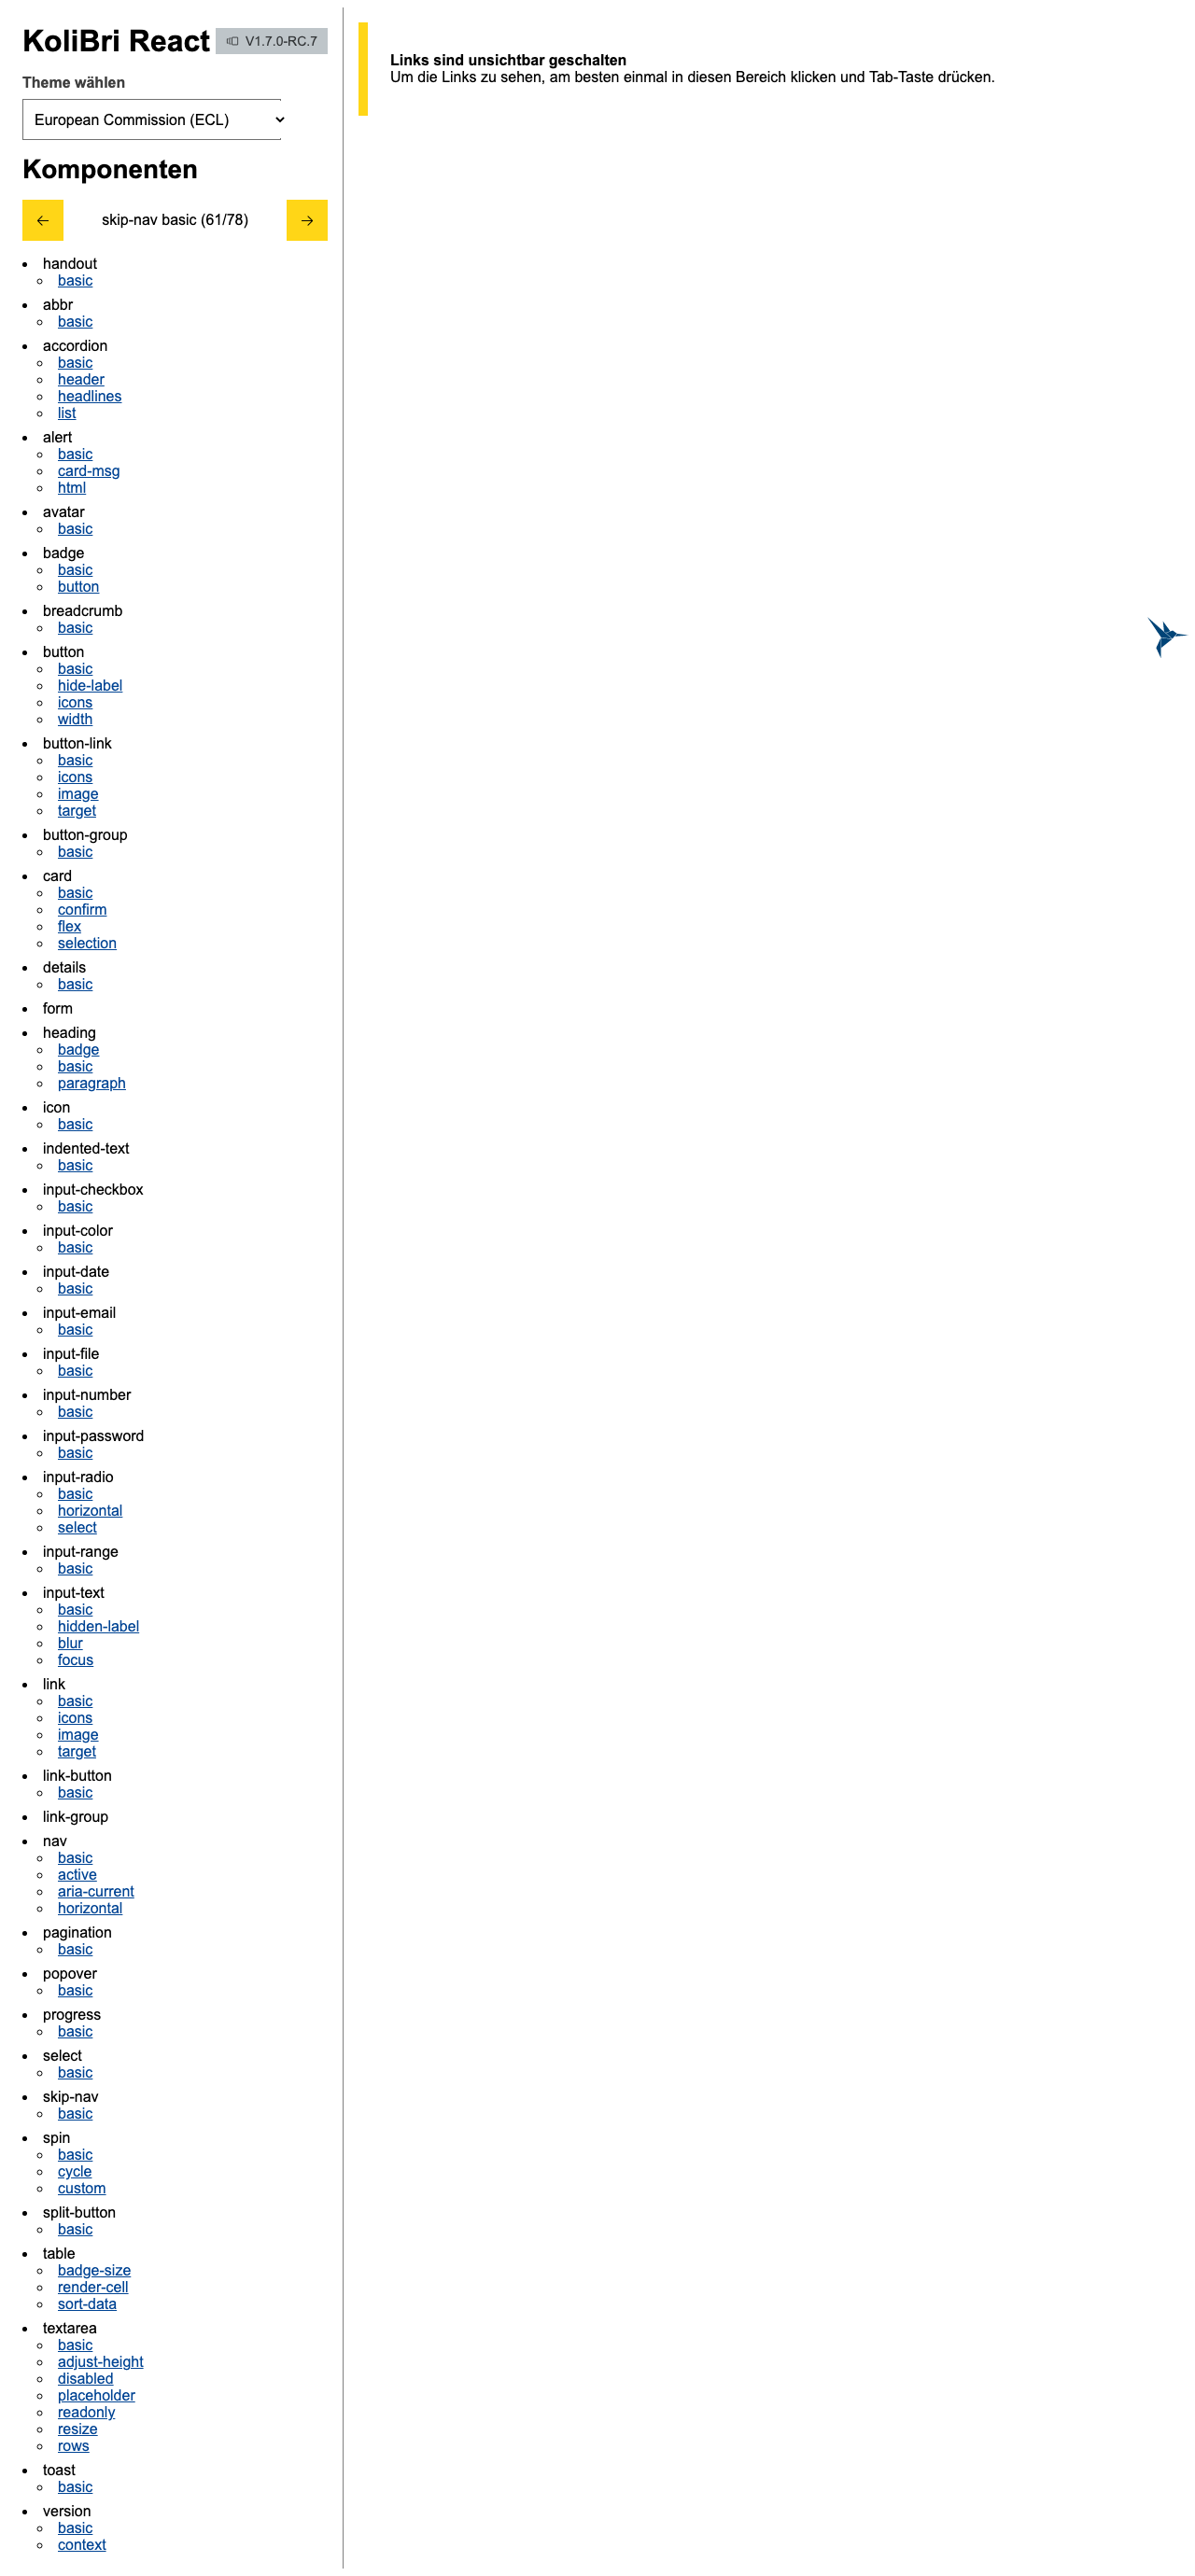 KoliBri React V1.7.0-RC.7
Theme wählen
European Commission (ECL)
Komponenten
skip-nav basic (61/78)
handout
basic
abbr
basic
accordion
basic
header
headlines
list
alert
basic
card-msg
html
avatar
basic
badge
basic
button
breadcrumb
basic
button
basic
hide-label
icons
width
button-link
basic
icons
image
target
button-group
basic
card
basic
confirm
flex
selection
details
basic
form
heading
badge
basic
paragraph
icon
basic
indented-text
basic
input-checkbox
basic
input-color
basic
input-date
basic
input-email
basic
input-file
basic
input-number
basic
input-password
basic
input-radio
basic
horizontal
select
input-range
basic
input-text
basic
hidden-label
blur
focus
link
basic
icons
image
target
link-button
basic
link-group
nav
basic
active
aria-current
horizontal
pagination
basic
popover
basic
progress
basic
select
basic
skip-nav
basic
spin
basic
cycle
custom
split-button
basic
table
badge-size
render-cell
sort-data
textarea
basic
adjust-height
disabled
placeholder
readonly
resize
rows
toast
basic
version
basic
context
Links sind unsichtbar geschalten
Um die Links zu sehen, am besten einmal in diesen Bereich klicken und Tab-Taste drücken.